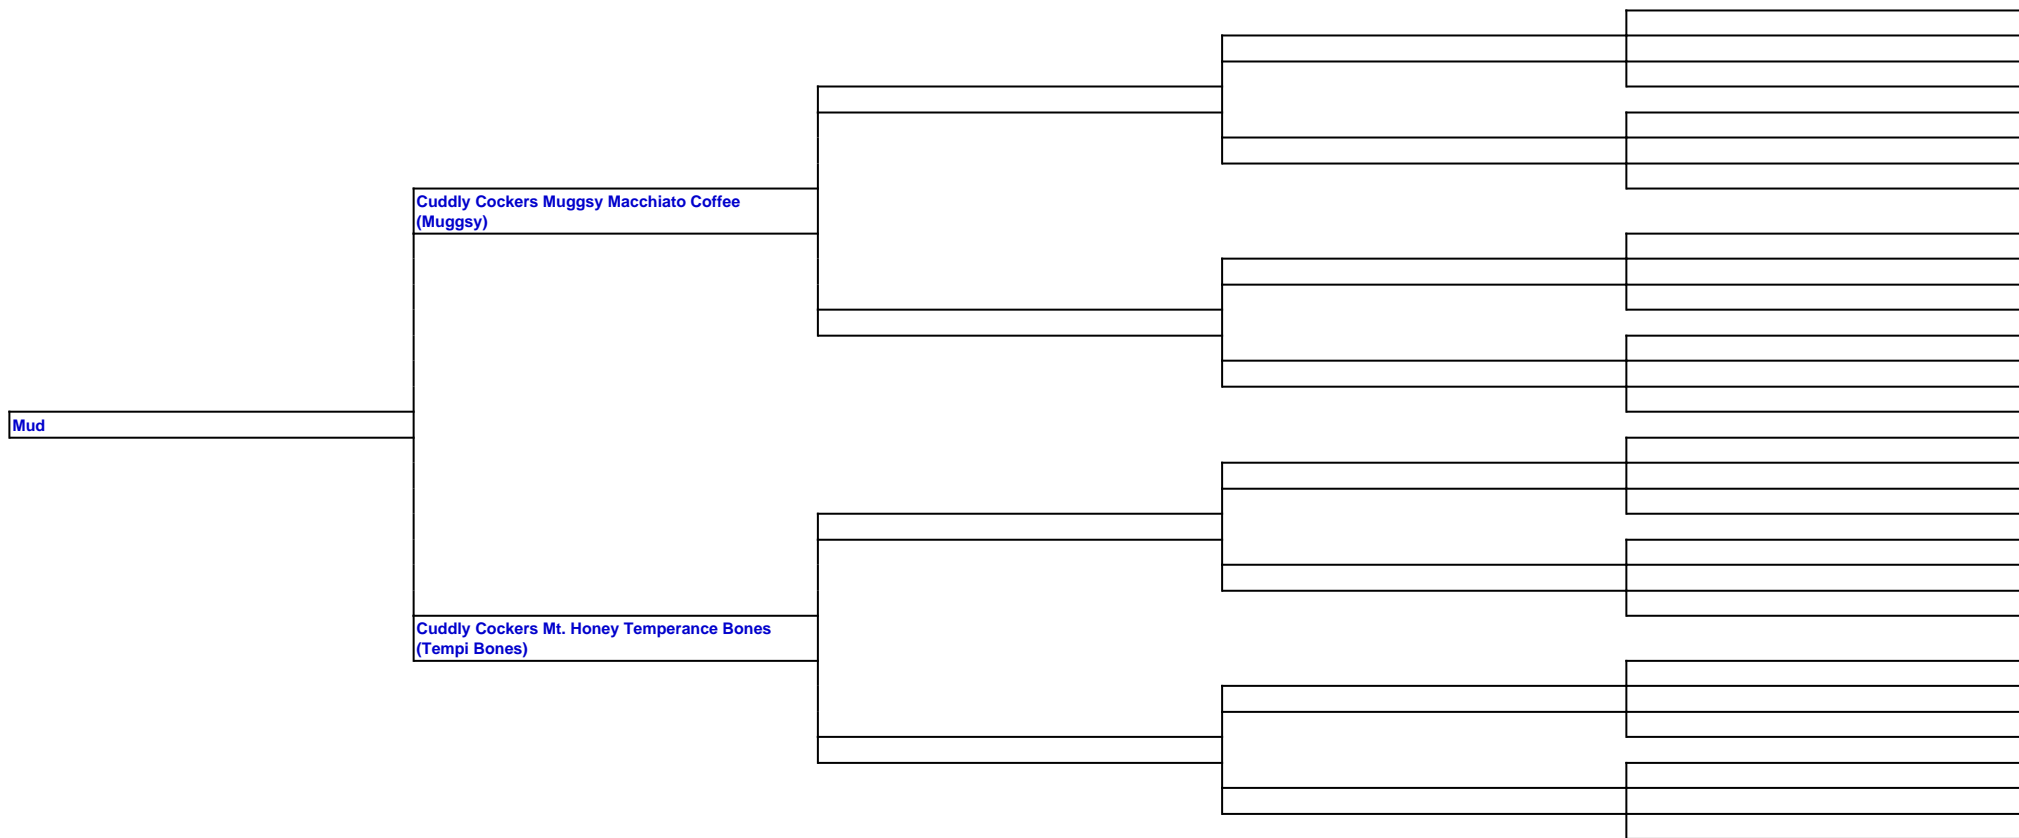 Cuddly Cockers Muggsy Macchiato Coffee
(Muggsy)
Mud
Cuddly Cockers Mt. Honey Temperance Bones
(Tempi Bones)